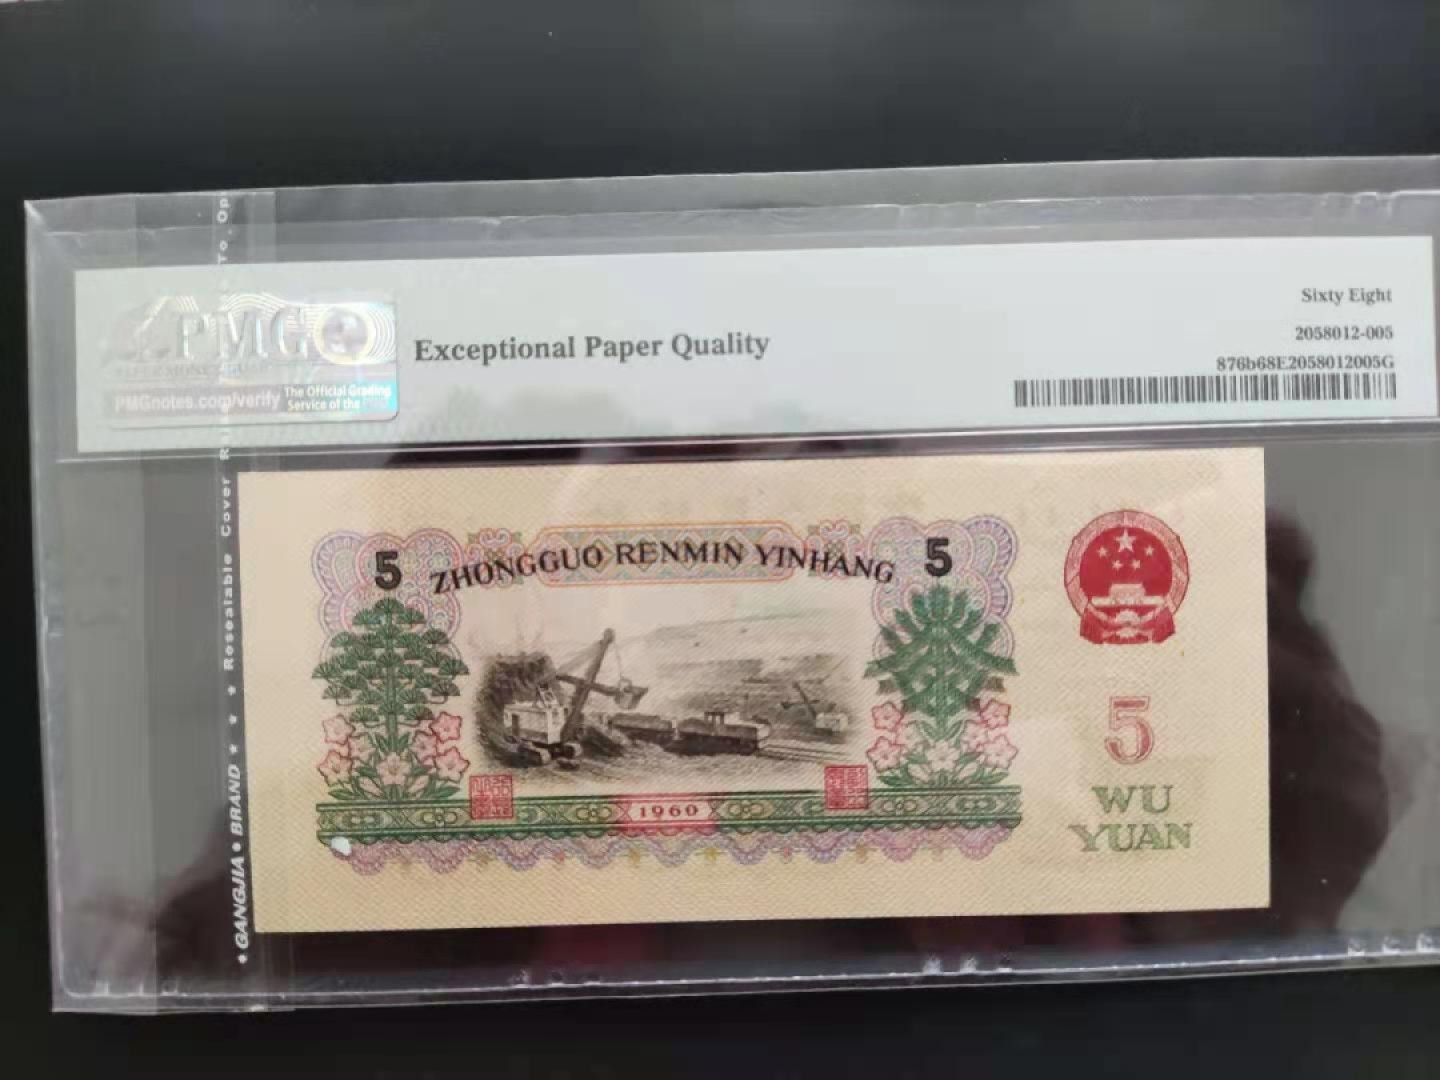 PMG
PMGnotes.com/verify
The Official Grading
Service of the
Exceptional Paper Quality
Sixty Eight
2058012-005
876b68E2058012005G
5
ZHONGGUO RENMIN YINHANG
5
1960
5
WU
YUAN
Resealable Cover
GANGJIA • BRAND